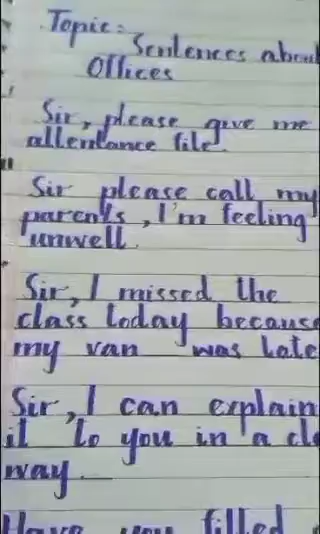 Topic:
Sentences about
Offices
Sir, please give me
attendance file.
Sir please call my
parents, I'm feeling
unwell.
Sir, I missed the
class today because
my van was late
Sir, I can explain
it to you in a
way.
Have you filled